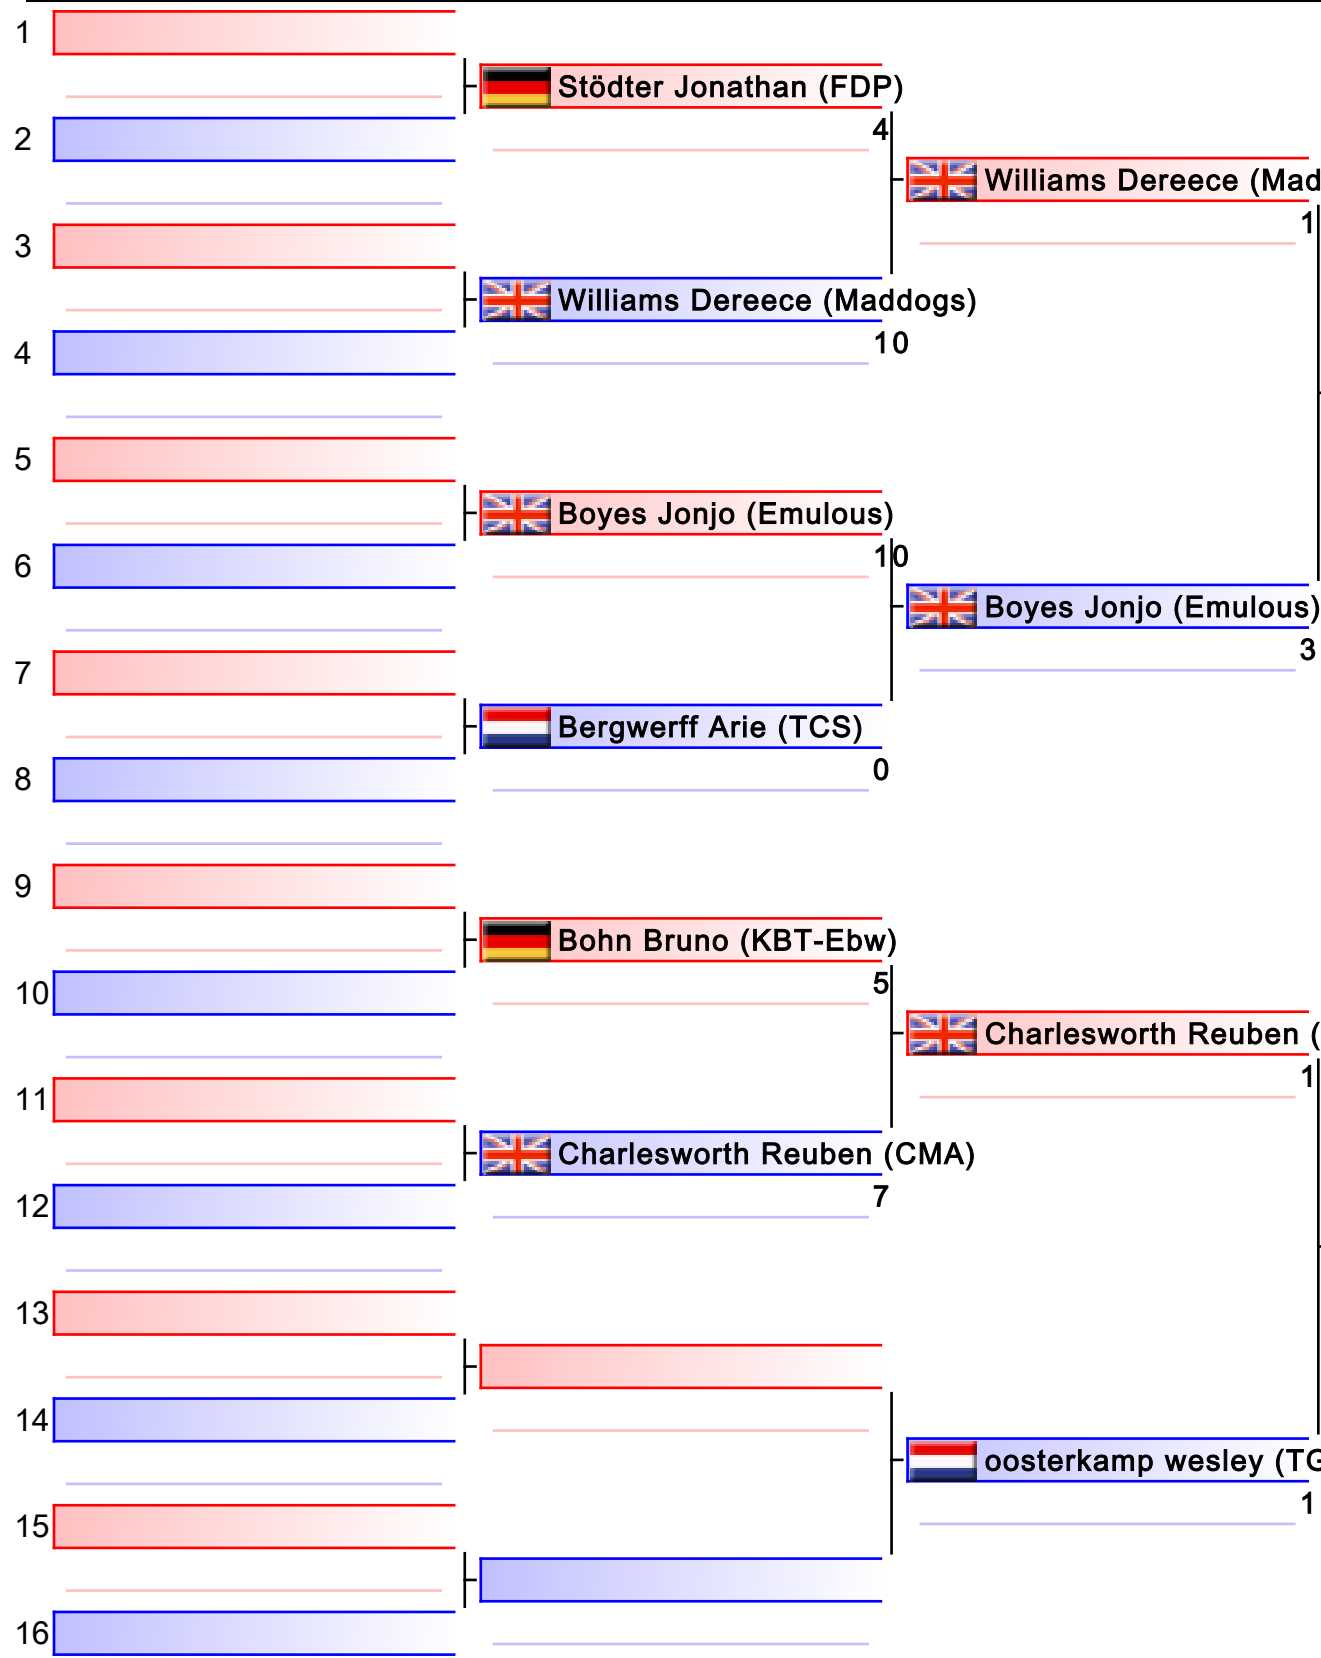 1
Stödter Jonathan (FDP)
4
2
Williams Dereece (Mad
1
3
Williams Dereece (Maddogs)
10
4
5
Boyes Jonjo (Emulous)
10
6
Boyes Jonjo (Emulous)
3
7
Bergwerff Arie (TCS)
0
8
9
Bohn Bruno (KBT-Ebw)
5
10
Charlesworth Reuben (
1
11
Charlesworth Reuben (CMA)
7
12
13
14
oosterkamp wesley (TG
1
15
16